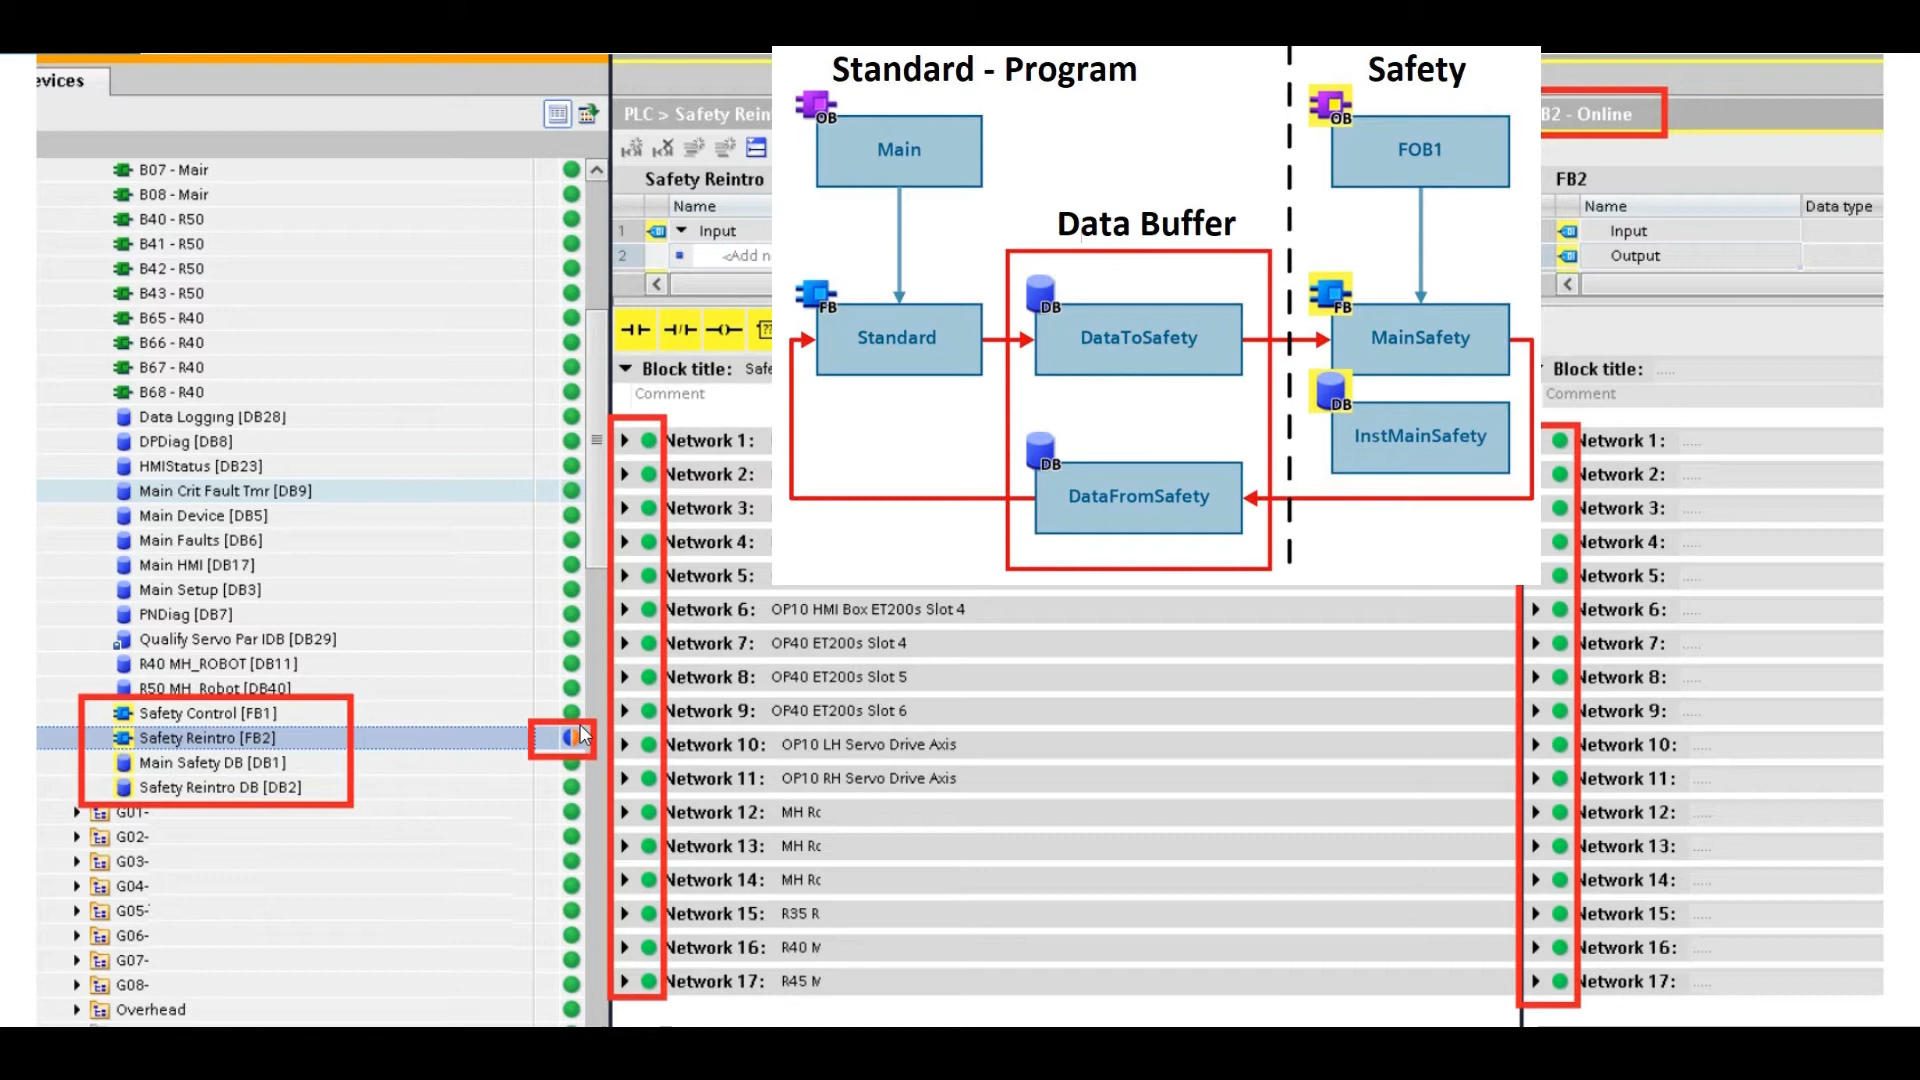 evices
B07 - Mair
B08 - Mair
B40 - R50
B41 - R50
B42 - R50
B43 - R50
B65 - R40
B66 - R40
B67 - R40
B68 - R40
Data Logging [DB28]
DPDiag [DB8]
HMIStatus [DB23]
Main Crit Fault Tmr [DB9]
Main Device [DB5]
Main Faults [DB6]
Main HMI [DB17]
Main Setup [DB3]
PNDiag [DB7]
Qualify Servo Par IDB [DB29]
R40 MH_ROBOT [DB11]
R50 MH_Robot [DB40]
Safety Control [FB1]
Safety Reintro [FB2]
Main Safety DB [DB1]
Safety Reintro DB [DB2]
G01-
G02-
G03-
G04-
G05-
G06-
G07-
G08-
Overhead
PLC > Safety Rein
Safety Reintro
Name
1 Input
2 <Add n
Block title: Safe
Comment
Network 1:
Network 2:
Network 3:
Network 4:
Network 5:
Network 6: OP10 HMI Box ET200s Slot 4
Network 7: OP40 ET200s Slot 4
Network 8: OP40 ET200s Slot 5
Network 9: OP40 ET200s Slot 6
Network 10: OP10 LH Servo Drive Axis
Network 11: OP10 RH Servo Drive Axis
Network 12: MH Rc
Network 13: MH Rc
Network 14: MH Rc
Network 15: R35 R
Network 16: R40 M
Network 17: R45 M
Standard - Program
Safety
OB
Main
OB
FOB1
Data Buffer
FB
Standard
DB
DataToSafety
FB
MainSafety
DB
InstMainSafety
DB
DataFromSafety
B2 - Online
FB2
Name Data type
Input
Output
Block title: .....
Comment
Network 1: .....
Network 2: .....
Network 3: .....
Network 4: .....
Network 5: .....
Network 6: .....
Network 7: .....
Network 8: .....
Network 9: .....
Network 10: .....
Network 11: .....
Network 12: .....
Network 13: .....
Network 14: .....
Network 15: .....
Network 16: .....
Network 17: .....